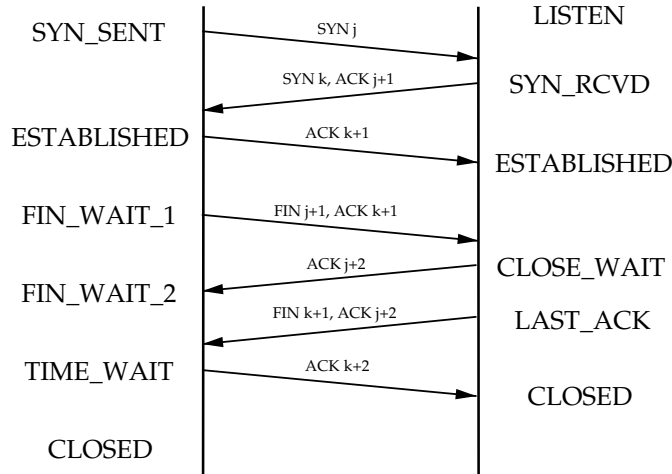 LISTEN
SYN_SENT
SYN j
SYN k, ACK j+1
SYN_RCVD
ESTABLISHED
ACK k+1
ESTABLISHED
FIN_WAIT_1
FIN j+1, ACK k+1
ACK j+2
CLOSE_WAIT
FIN_WAIT_2
FIN k+1, ACK j+2
LAST_ACK
TIME_WAIT
ACK k+2
CLOSED
CLOSED